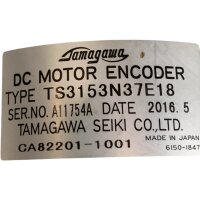 Tamagawa
DC MOTOR ENCODER
TYPE TS3153N37E18
SER.NO. A11754A DATE 2016.5
TAMAGAWA SEIKI CO.,LTD.
MADE IN JAPAN
CA82201-1001
6150-1847